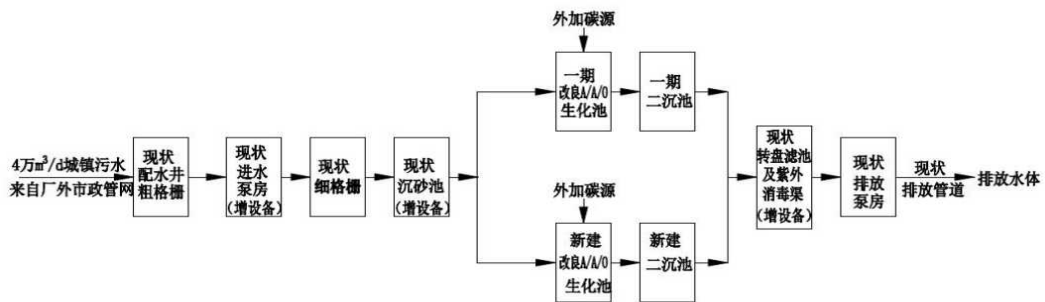 外加碳源
一期
改良A/A/O
生化池
一期
二沉池
4万m³/d城镇污水
来自厂外市政管网
现状
配水井
粗格栅
现状
进水
泵房
(增设备)
现状
细格栅
现状
沉砂池
(增设备)
外加碳源
新建
改良A/A/O
生化池
新建
二沉池
现状
转盘滤池
及紫外
消毒渠
(增设备)
现状
排放
泵房
现状
排放管道
排放水体